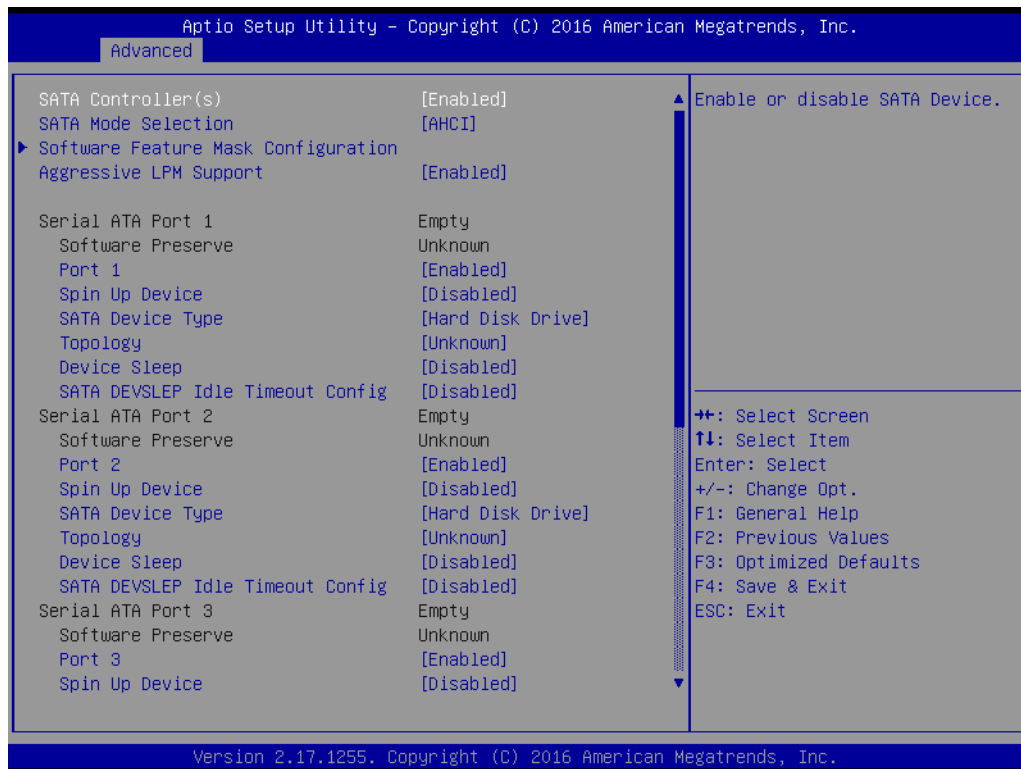 Aptio Setup Utility – Copyright (C) 2016 American Megatrends, Inc.
Advanced
SATA Controller(s) [Enabled]
SATA Mode Selection [AHCI]
Software Feature Mask Configuration
Aggressive LPM Support [Enabled]
Serial ATA Port 1 Empty
Software Preserve Unknown
Port 1 [Enabled]
Spin Up Device [Disabled]
SATA Device Type [Hard Disk Drive]
Topology [Unknown]
Device Sleep [Disabled]
SATA DEVSLEP Idle Timeout Config [Disabled]
Serial ATA Port 2 Empty
Software Preserve Unknown
Port 2 [Enabled]
Spin Up Device [Disabled]
SATA Device Type [Hard Disk Drive]
Topology [Unknown]
Device Sleep [Disabled]
SATA DEVSLEP Idle Timeout Config [Disabled]
Serial ATA Port 3 Empty
Software Preserve Unknown
Port 3 [Enabled]
Spin Up Device [Disabled]
Enable or disable SATA Device.
→←: Select Screen
↑↓: Select Item
Enter: Select
+/-: Change Opt.
F1: General Help
F2: Previous Values
F3: Optimized Defaults
F4: Save & Exit
ESC: Exit
Version 2.17.1255. Copyright (C) 2016 American Megatrends, Inc.